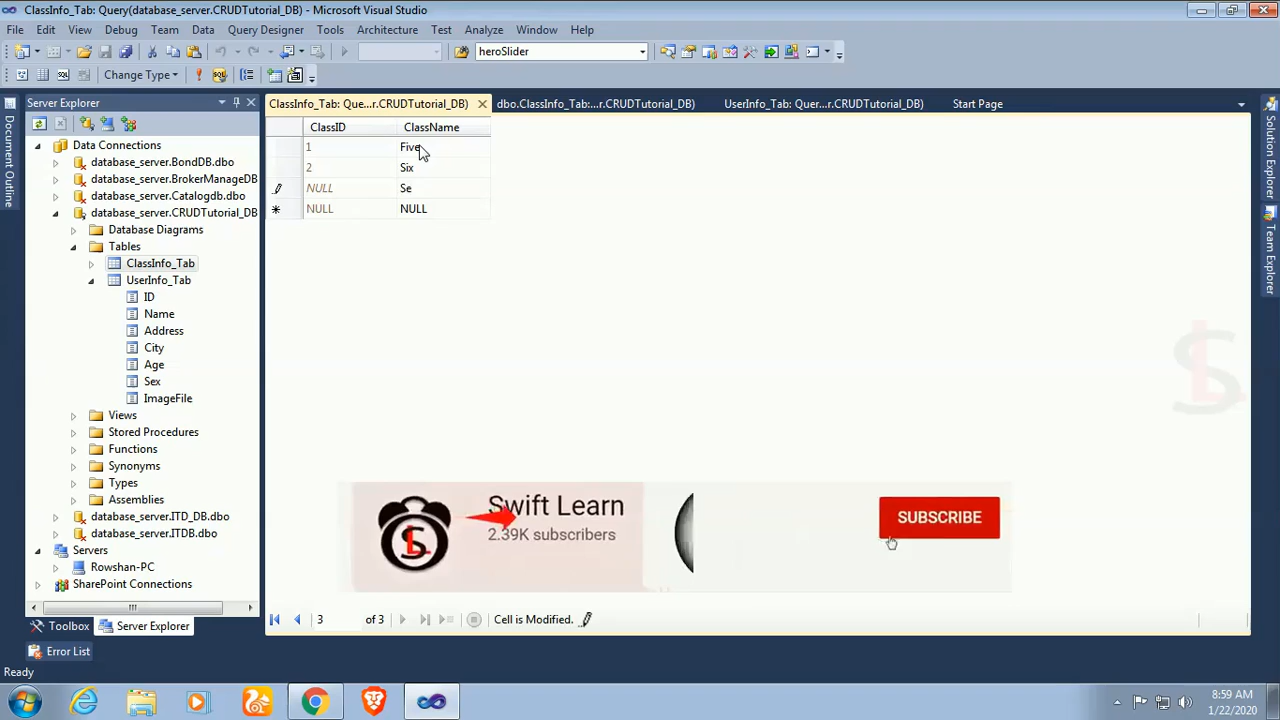 ClassInfo_Tab: Query(database_server.CRUDTutorial_DB) - Microsoft Visual Studio
File Edit View Debug Team Data Query Designer Tools Architecture Test Analyze Window Help
heroSlider
Change Type
Server Explorer
ClassInfo_Tab: Que...r.CRUDTutorial_DB) dbo.ClassInfo_Tab:...r.CRUDTutorial_DB) UserInfo_Tab: Quer...r.CRUDTutorial_DB) Start Page
Document Outline
Solution Explorer
Team Explorer
Data Connections
database_server.BondDB.dbo
database_server.BrokerManageDB
database_server.Catalogdb.dbo
database_server.CRUDTutorial_DB
Database Diagrams
Tables
ClassInfo_Tab
UserInfo_Tab
ID
Name
Address
City
Age
Sex
ImageFile
Views
Stored Procedures
Functions
Synonyms
Types
Assemblies
database_server.ITD_DB.dbo
database_server.ITDB.dbo
Servers
Rowshan-PC
SharePoint Connections
ClassID ClassName
1 Five
2 Six
NULL Se
NULL NULL
Swift Learn
2.39K subscribers
SUBSCRIBE
3 of 3 Cell is Modified.
Toolbox Server Explorer
Error List
Ready
8:59 AM
1/22/2020